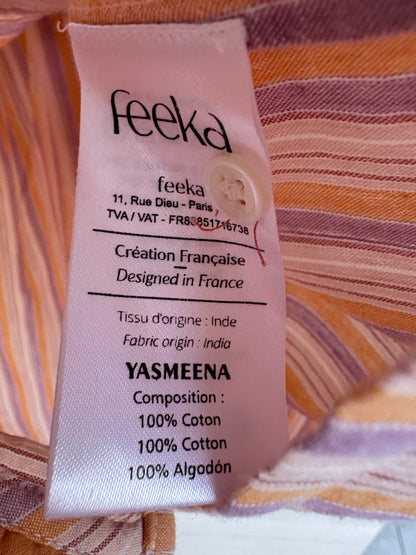 feeka
feeka
11, Rue Dieu - Paris
TVA / VAT -
Création Française
Designed in France
Tissu d'origine : Inde
Fabric origin : India
YASMEENA
Composition :
100% Coton
100% Cotton
100% Algodón